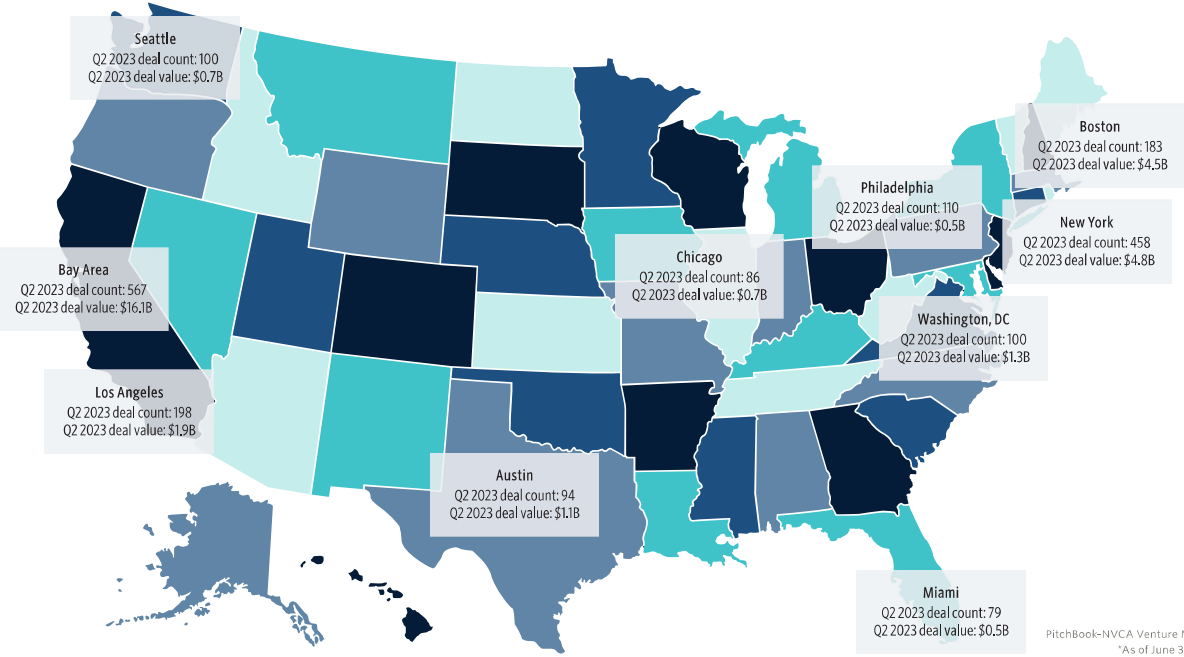 Seattle
Q2 2023 deal count: 100
Q2 2023 deal value: $0.7B
Boston
Q2 2023 deal count: 183
Q2 2023 deal value: $4.5B
Philadelphia
Q2 2023 deal count: 110
Q2 2023 deal value: $0.5B
New York
Q2 2023 deal count: 458
Q2 2023 deal value: $4.8B
Chicago
Q2 2023 deal count: 86
Q2 2023 deal value: $0.7B
Bay Area
Q2 2023 deal count: 567
Q2 2023 deal value: $16.1B
Washington, DC
Q2 2023 deal count: 100
Q2 2023 deal value: $1.3B
Los Angeles
Q2 2023 deal count: 198
Q2 2023 deal value: $1.9B
Austin
Q2 2023 deal count: 94
Q2 2023 deal value: $1.1B
Miami
Q2 2023 deal count: 79
Q2 2023 deal value: $0.5B
PitchBook-NVCA Venture
*As of June 3